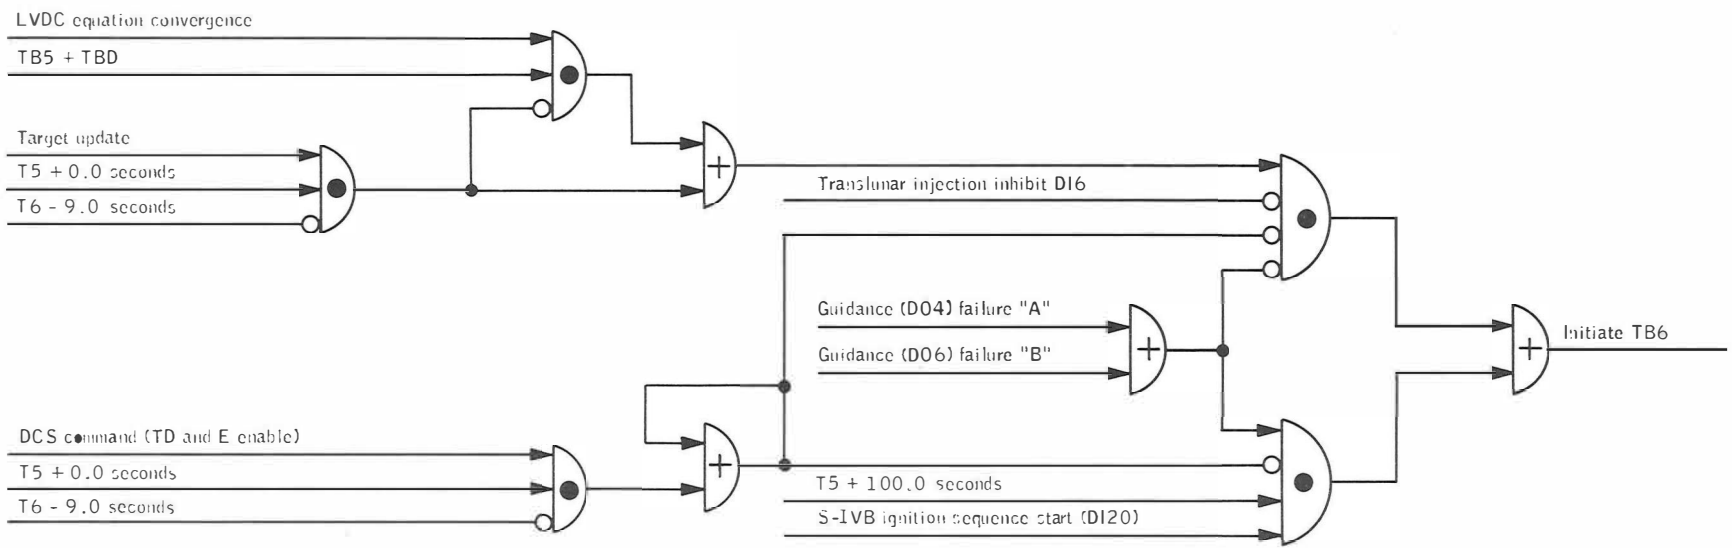 LVDC equation convergence
TB5 + TBD
Target update
T5 + 0.0 seconds
T6 - 9.0 seconds
+
Translunar injection inhibit DI6
Guidance (DO4) failure "A"
Guidance (DO6) failure "B"
+
+
Initiate TB6
DCS command (TD and E enable)
T5 + 0.0 seconds
T6 - 9.0 seconds
+
T5 + 100.0 seconds
S-IVB ignition sequence start (DI20)